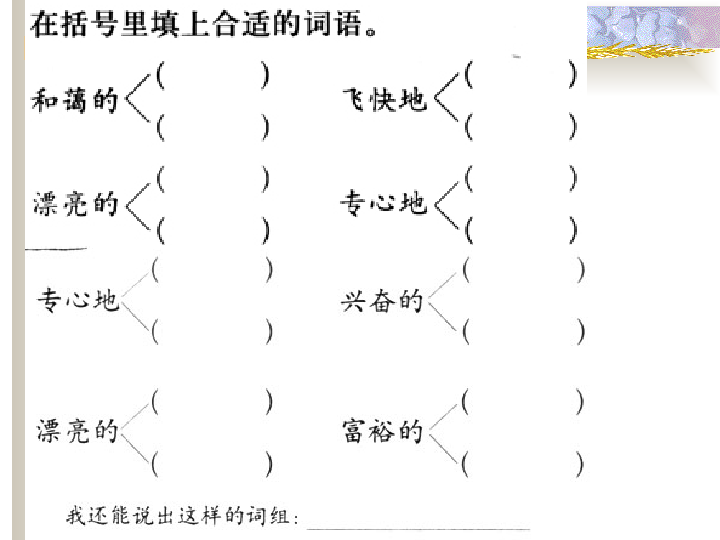 在括号里填上合适的词语。
和蔼的 ( ) ( ) 飞快地 ( ) ( )
漂亮的 ( ) ( ) 专心地 ( ) ( )
专心地 ( ) ( ) 兴奋的 ( ) ( )
漂亮的 ( ) ( ) 富裕的 ( ) ( )
我还能说出这样的词组: